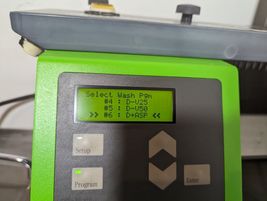 Select Wash Pgm
#4 : D-V25
#5 : D-V50
>> #6 : D+ASP <<
Setup
Program
Enter